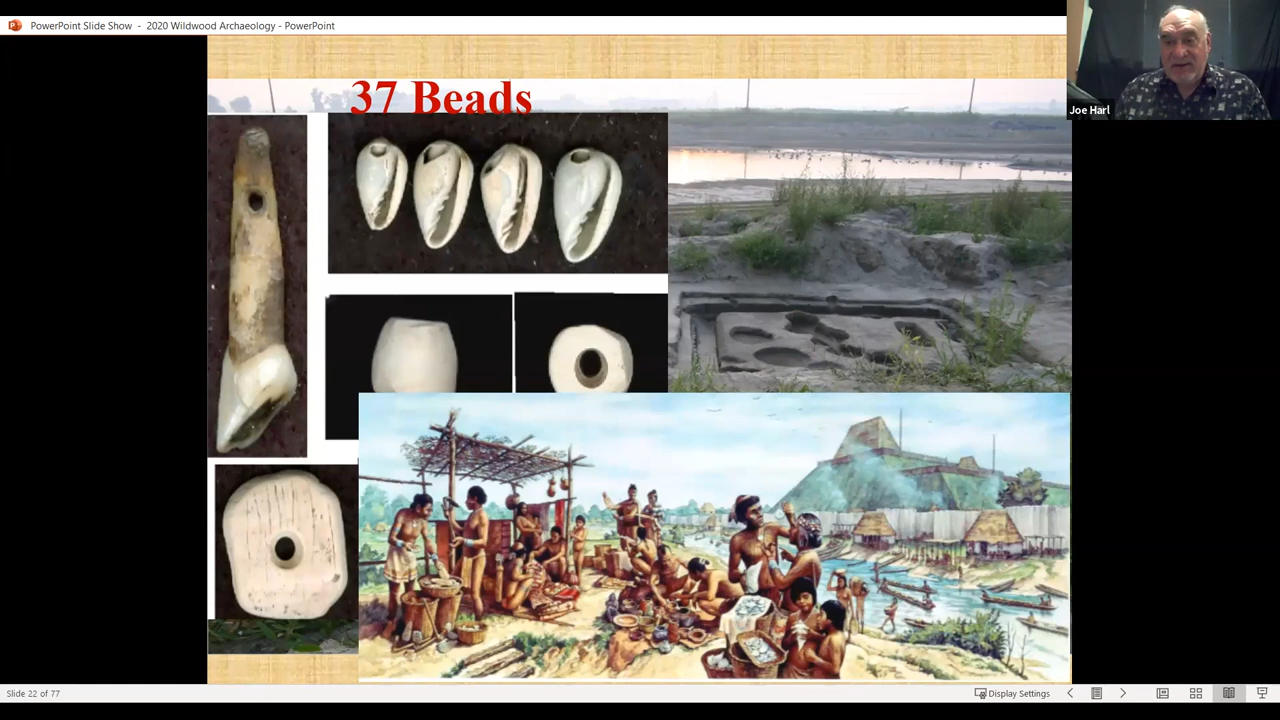 PowerPoint Slide Show - 2020 Wildwood Archaeology - PowerPoint
Joe Harl
37 Beads
Slide 22 of 77
Display Settings